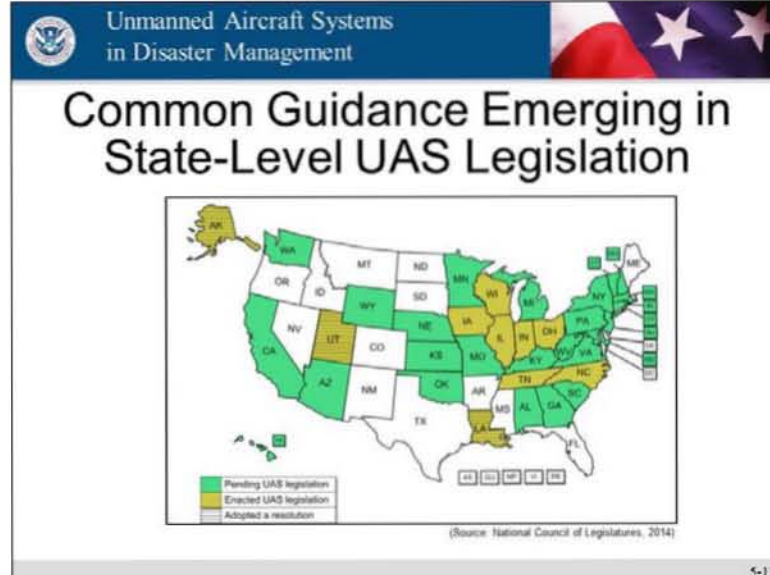 Unmanned Aircraft Systems
in Disaster Management
Common Guidance Emerging in
State-Level UAS Legislation
AK
WA
MT
ND
MN
ME
OR
ID
SD
WI
MI
NY
WY
NV
UT
CO
NE
IA
IL
IN
OH
PA
CA
KS
MO
KY
WV
VA
AZ
NM
OK
AR
TN
NC
TX
LA
MS
AL
GA
SC
FL
Pending UAS legislation
Enacted UAS legislation
Adopted a resolution
(Source: National Council of Legislatures, 2014)